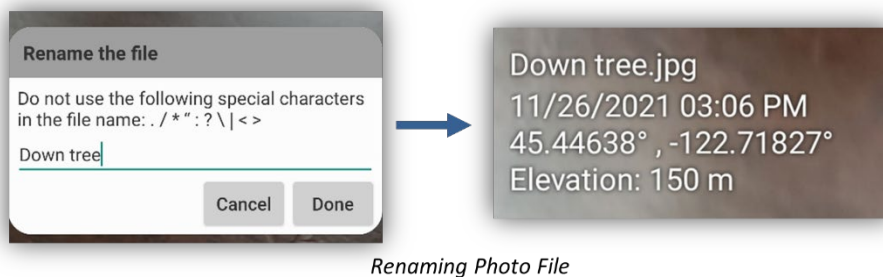 Rename the file
Do not use the following special characters
in the file name: . / * " : ? \ | < >
Down tree
Cancel Done
Down tree.jpg
11/26/2021 03:06 PM
45.44638° , -122.71827°
Elevation: 150 m
Renaming Photo File